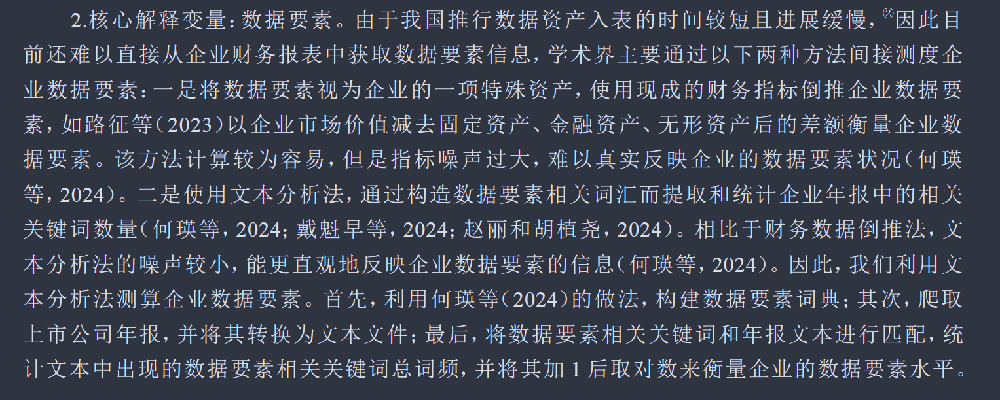 2.核心解释变量：数据要素。由于我国推行数据资产入表的时间较短且进展缓慢，②因此目
前还难以直接从企业财务报表中获取数据要素信息，学术界主要通过以下两种方法间接测度企
业数据要素：一是将数据要素视为企业的一项特殊资产，使用现成的财务指标倒推企业数据要
素，如路征等（2023）以企业市场价值减去固定资产、金融资产、无形资产后的差额衡量企业数
据要素。该方法计算较为容易，但是指标噪声过大，难以真实反映企业的数据要素状况（何瑛
等，2024）。二是使用文本分析法，通过构造数据要素相关词汇而提取和统计企业年报中的相关
关键词数量（何瑛等，2024；戴魁早等，2024；赵丽和胡植尧，2024）。相比于财务数据倒推法，文
本分析法的噪声较小，能更直观地反映企业数据要素的信息（何瑛等，2024）。因此，我们利用文
本分析法测算企业数据要素。首先，利用何瑛等（2024）的做法，构建数据要素词典；其次，爬取
上市公司年报，并将其转换为文本文件；最后，将数据要素相关关键词和年报文本进行匹配，统
计文本中出现的数据要素相关关键词总词频，并将其加1后取对数来衡量企业的数据要素水平。